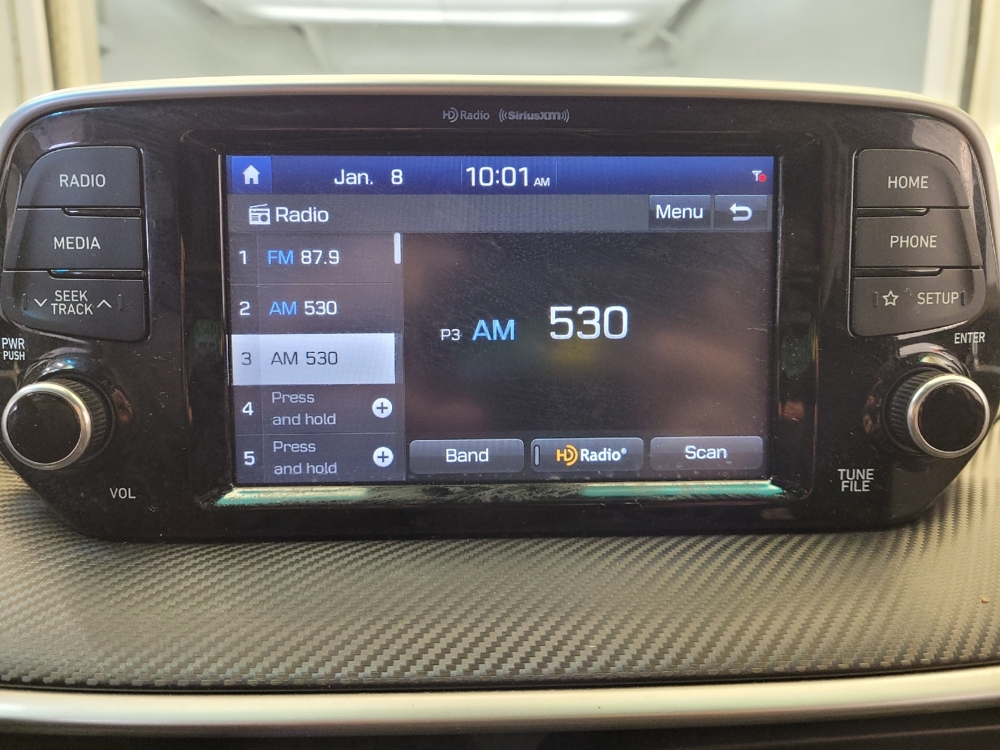 HD Radio ((SiriusXM))
RADIO
MEDIA
SEEK
TRACK
PWR
PUSH
VOL
Jan. 8 10:01 AM
Radio
Menu
1 FM 87.9
2 AM 530
3 AM 530
4 Press
and hold
5 Press
and hold
P3 AM 530
Band
HD Radio®
Scan
HOME
PHONE
SETUP
ENTER
TUNE
FILE